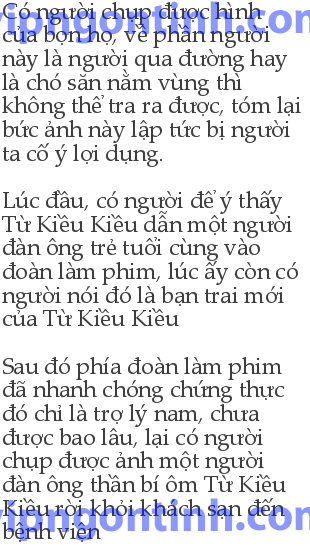 Có người chụp được hình
của bọn họ, về phần người
này là người qua đường hay
là chó săn nằm vùng thì
không thể tra ra được, tóm lại
bức ảnh này lập tức bị người
ta cố ý lợi dụng.
Lúc đầu, có người để ý thấy
Từ Kiều Kiều dẫn một người
đàn ông trẻ tuổi cùng vào
đoàn làm phim, lúc ấy còn có
người nói đó là bạn trai mới
của Từ Kiều Kiều
Sau đó phía đoàn làm phim
đã nhanh chóng chứng thực
đó chỉ là trợ lý nam, chưa
được bao lâu, lại có người
chụp được ảnh một người
đàn ông thần bí ôm Từ Kiều
Kiều rời khỏi khách sạn đến
bệnh viện